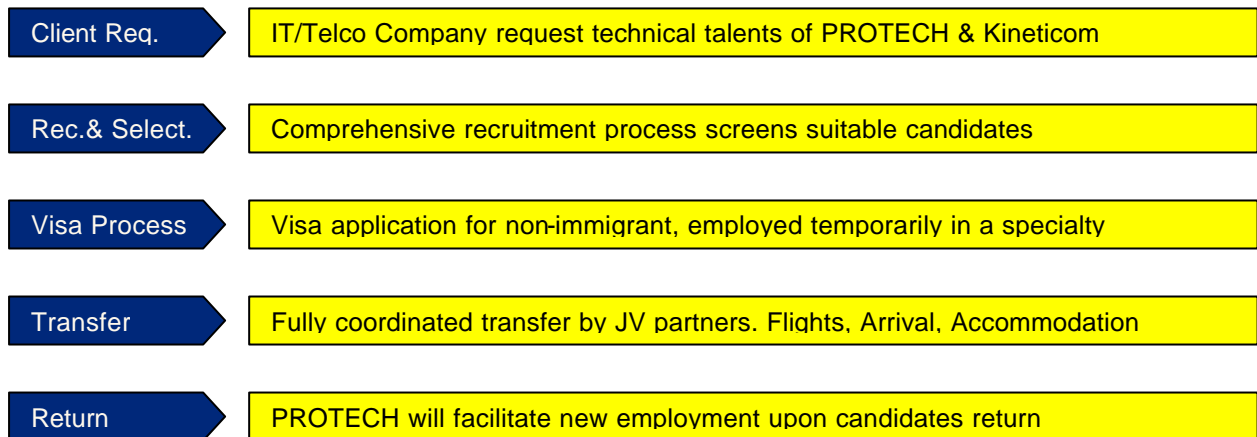 Client Req.
IT/Telco Company request technical talents of PROTECH & Kineticom
Rec.& Select.
Comprehensive recruitment process screens suitable candidates
Visa Process
Visa application for non-immigrant, employed temporarily in a specialty
Transfer
Fully coordinated transfer by JV partners. Flights, Arrival, Accommodation
Return
PROTECH will facilitate new employment upon candidates return